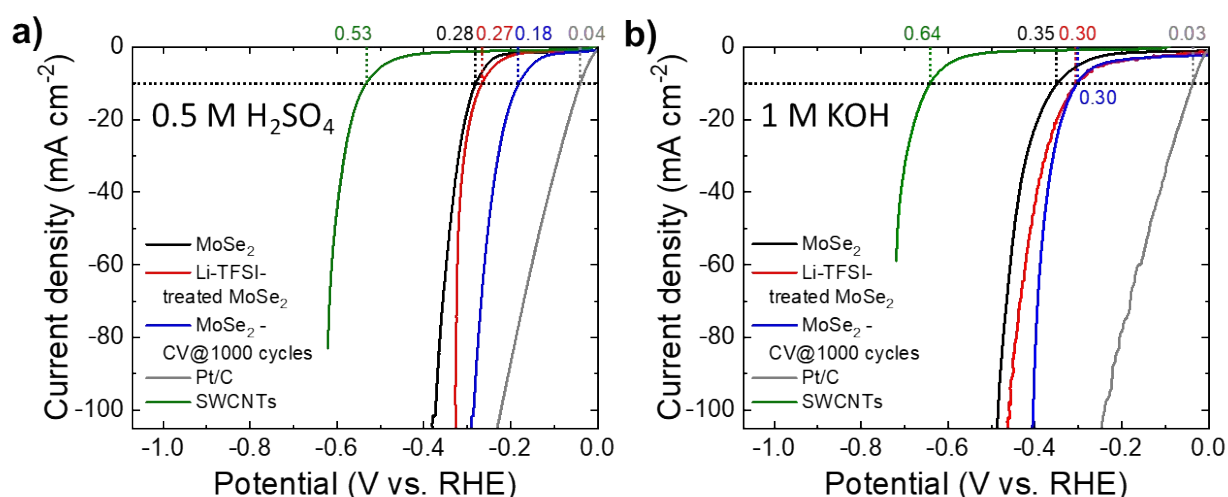 a)
0.53 0.28 0.27 0.18 0.04
0
-20
-40
-60
-80
-100
Current density (mA cm⁻²)
0.5 M H₂SO₄
MoSe₂
Li-TFSI-
treated MoSe₂
MoSe₂ -
CV@1000 cycles
Pt/C
SWCNTs
-1.0 -0.8 -0.6 -0.4 -0.2 0.0
Potential (V vs. RHE)
b)
0.64 0.35 0.30 0.03
0
-20
-40
-60
-80
-100
Current density (mA cm⁻²)
0.30
1 M KOH
MoSe₂
Li-TFSI-
treated MoSe₂
MoSe₂ -
CV@1000 cycles
Pt/C
SWCNTs
-1.0 -0.8 -0.6 -0.4 -0.2 0.0
Potential (V vs. RHE)